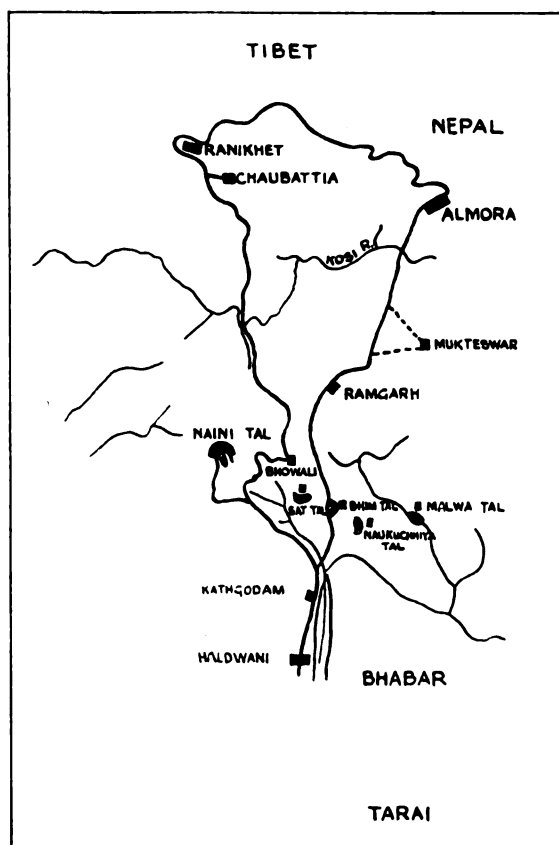 TIBET
NEPAL
RANIKHET
CHAUBATTIA
ALMORA
KOSI R.
MUKTESWAR
RAMGARH
NAINI TAL
BHOWALI
SAT TAL
BHIM TAL
MALWA TAL
NAUKUCHHIYA
TAL
KATHGODAM
HALDWANI
BHABAR
TARAI